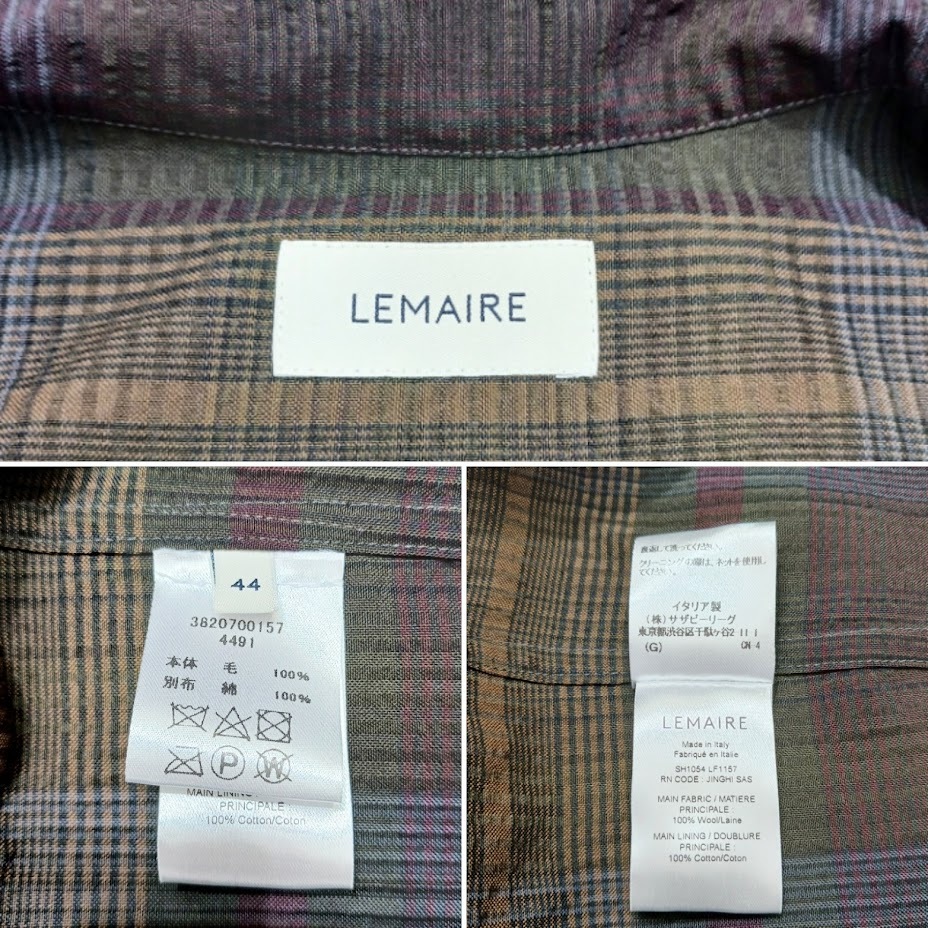 LEMAIRE
44
3820700157
4491
本体 毛 100%
別布 綿 100%
P
W
MAIN LINING
PRINCIPALE :
100% Cotton/Coton
裏返して洗ってください。
クリーニングの際は、ネットを使用し
てください。
イタリア製
(株)サザビーリーグ
東京都渋谷区千駄ヶ谷2 11 1
(G) CN 4
LEMAIRE
Made in Italy
Fabriqué en Italie
SH1054 LF1157
RN CODE : JINGHI SAS
MAIN FABRIC / MATIERE
PRINCIPALE :
100% Wool/Laine
MAIN LINING / DOUBLURE
PRINCIPALE :
100% Cotton/Coton